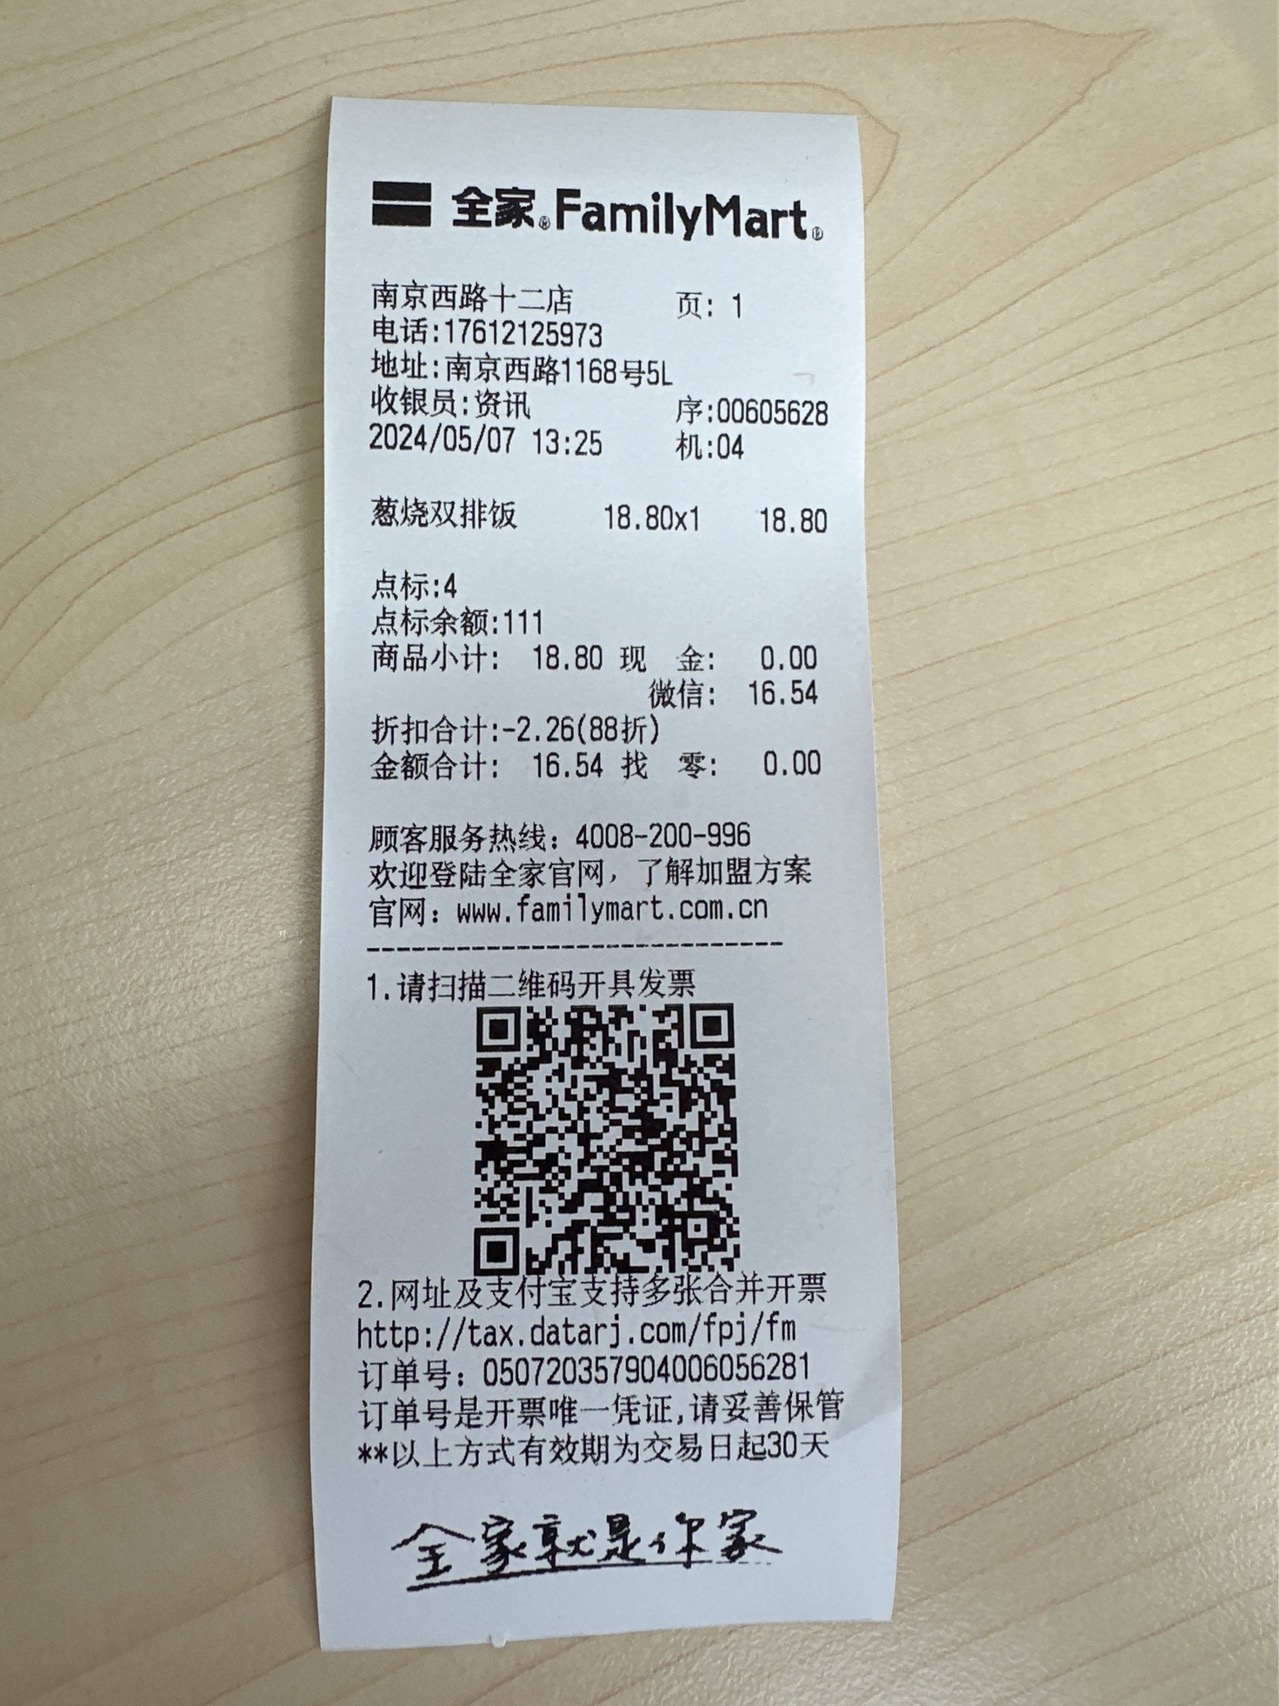 全家® FamilyMart®
南京西路十二店 页: 1
电话:17612125973
地址:南京西路1168号5L
收银员:资讯 序:00605628
2024/05/07 13:25 机:04
葱烧双排饭 18.80x1 18.80
点标:4
点标余额:111
商品小计: 18.80 现 金: 0.00
微信: 16.54
折扣合计:-2.26(88折)
金额合计: 16.54 找 零: 0.00
顾客服务热线: 4008-200-996
欢迎登陆全家官网，了解加盟方案
官网: www.familymart.com.cn
----------------------------
1.请扫描二维码开具发票
2.网址及支付宝支持多张合并开票
http://tax.datarj.com/fpj/fm
订单号: 050720357904006056281
订单号是开票唯一凭证,请妥善保管
**以上方式有效期为交易日起30天
全家就是你家